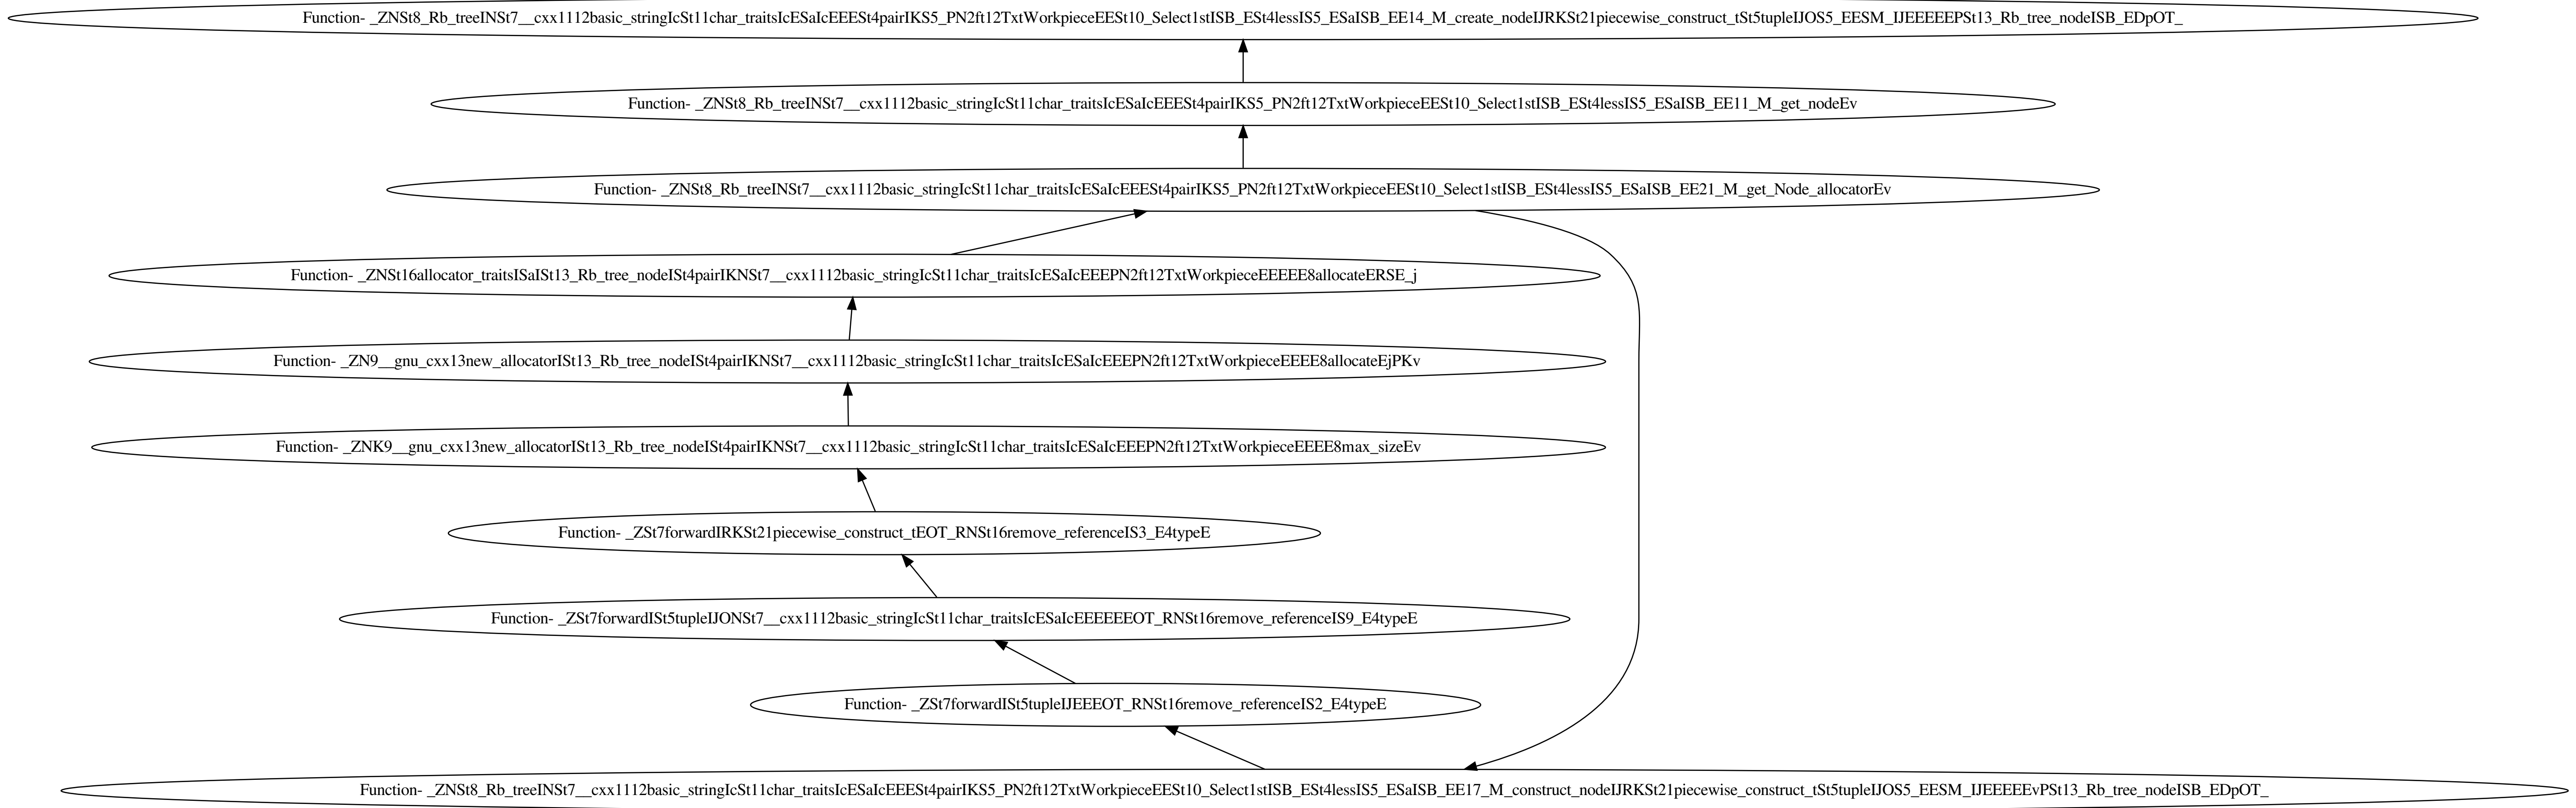 Function- _ZNSt8_Rb_treeINSt7__cxx1112basic_stringIcSt11char_traitsIcESaIcEEESt4pairIKS5_PN2ft12TxtWorkpieceEESt10_Select1stISB_ESt4lessIS5_ESaISB_EE14_M_create_nodeIJRKSt21piecewise_construct_tSt5tupleIJOS5_EESM_IJEEEEEPSt13_Rb_tree_nodeISB_EDpOT_
Function- _ZNSt8_Rb_treeINSt7__cxx1112basic_stringIcSt11char_traitsIcESaIcEEESt4pairIKS5_PN2ft12TxtWorkpieceEESt10_Select1stISB_ESt4lessIS5_ESaISB_EE11_M_get_nodeEv
Function- _ZNSt8_Rb_treeINSt7__cxx1112basic_stringIcSt11char_traitsIcESaIcEEESt4pairIKS5_PN2ft12TxtWorkpieceEESt10_Select1stISB_ESt4lessIS5_ESaISB_EE21_M_get_Node_allocatorEv
Function- _ZNSt16allocator_traitsISaISt13_Rb_tree_nodeISt4pairIKNSt7__cxx1112basic_stringIcSt11char_traitsIcESaIcEEEPN2ft12TxtWorkpieceEEEEE8allocateERSE_j
Function- _ZN9__gnu_cxx13new_allocatorISt13_Rb_tree_nodeISt4pairIKNSt7__cxx1112basic_stringIcSt11char_traitsIcESaIcEEEPN2ft12TxtWorkpieceEEEE8allocateEjPKv
Function- _ZNK9__gnu_cxx13new_allocatorISt13_Rb_tree_nodeISt4pairIKNSt7__cxx1112basic_stringIcSt11char_traitsIcESaIcEEEPN2ft12TxtWorkpieceEEEE8max_sizeEv
Function- _ZSt7forwardIRKSt21piecewise_construct_tEOT_RNSt16remove_referenceIS3_E4typeE
Function- _ZSt7forwardISt5tupleIJONSt7__cxx1112basic_stringIcSt11char_traitsIcESaIcEEEEEEOT_RNSt16remove_referenceIS9_E4typeE
Function- _ZSt7forwardISt5tupleIJEEEOT_RNSt16remove_referenceIS2_E4typeE
Function- _ZNSt8_Rb_treeINSt7__cxx1112basic_stringIcSt11char_traitsIcESaIcEEESt4pairIKS5_PN2ft12TxtWorkpieceEESt10_Select1stISB_ESt4lessIS5_ESaISB_EE17_M_construct_nodeIJRKSt21piecewise_construct_tSt5tupleIJOS5_EESM_IJEEEEEvPSt13_Rb_tree_nodeISB_EDpOT_